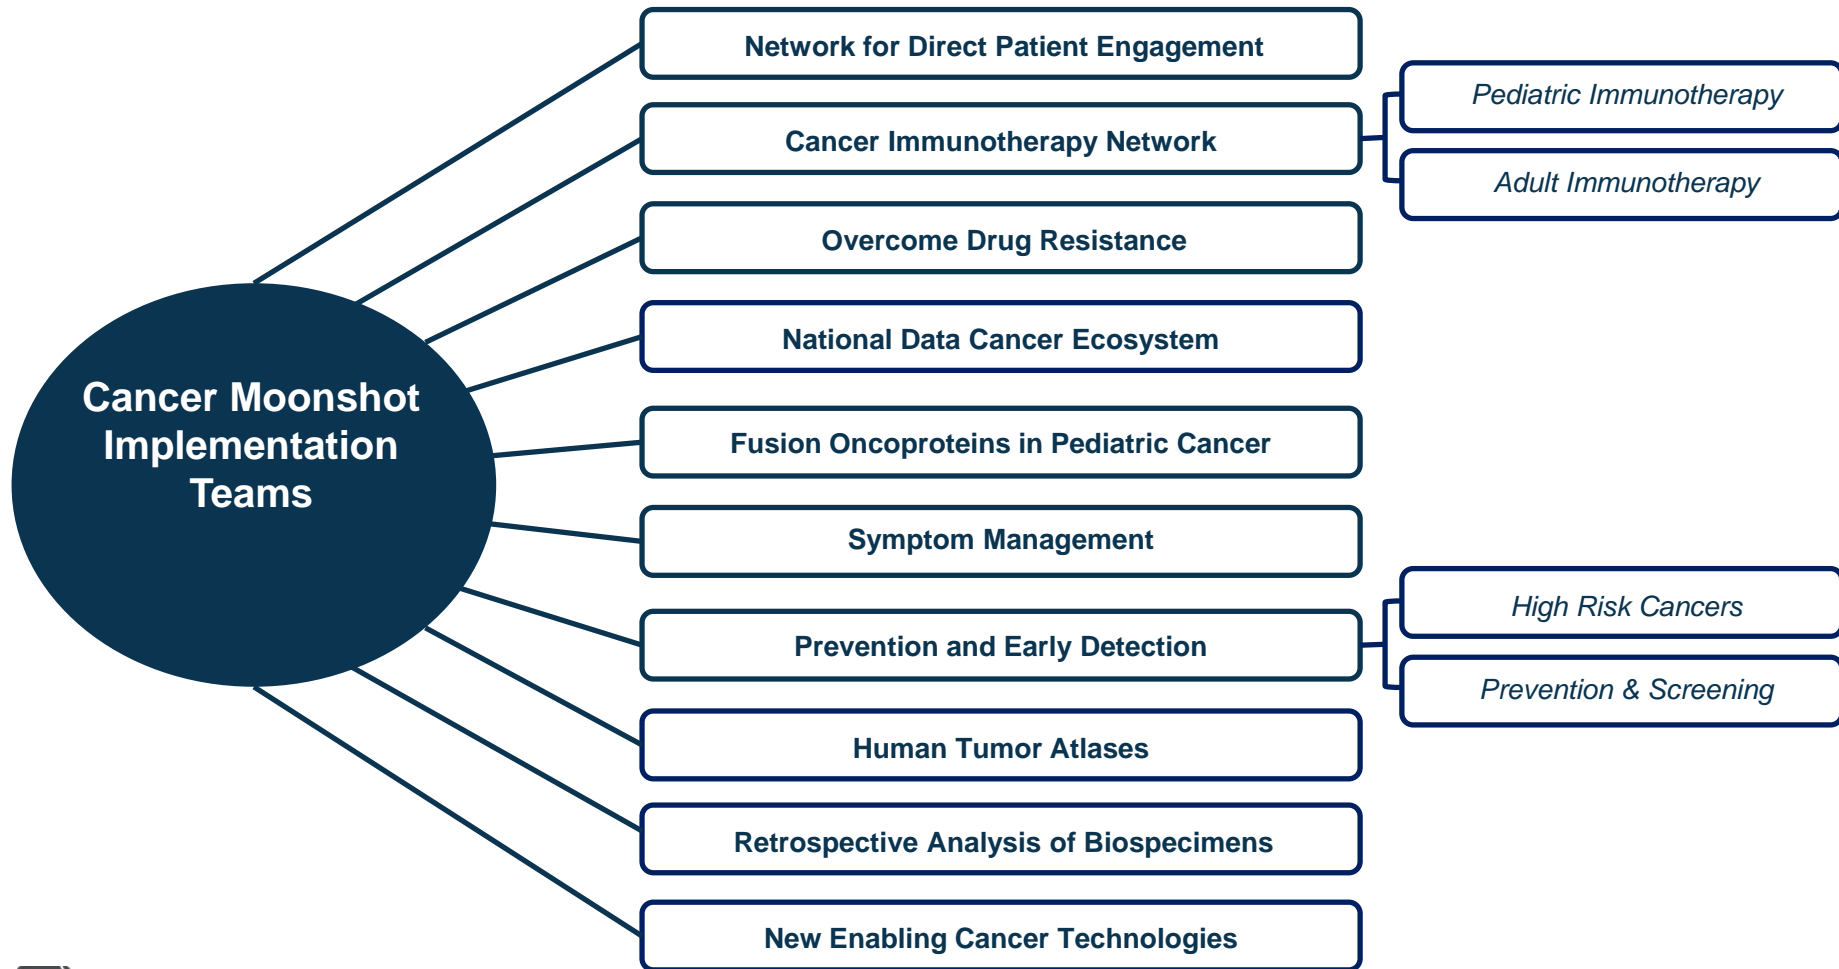 Network for Direct Patient Engagement
Pediatric Immunotherapy
Cancer Immunotherapy Network
Adult Immunotherapy
Overcome Drug Resistance
National Data Cancer Ecosystem
Cancer Moonshot
Implementation
Teams
Fusion Oncoproteins in Pediatric Cancer
Symptom Management
High Risk Cancers
Prevention and Early Detection
Prevention & Screening
Human Tumor Atlases
Retrospective Analysis of Biospecimens
New Enabling Cancer Technologies